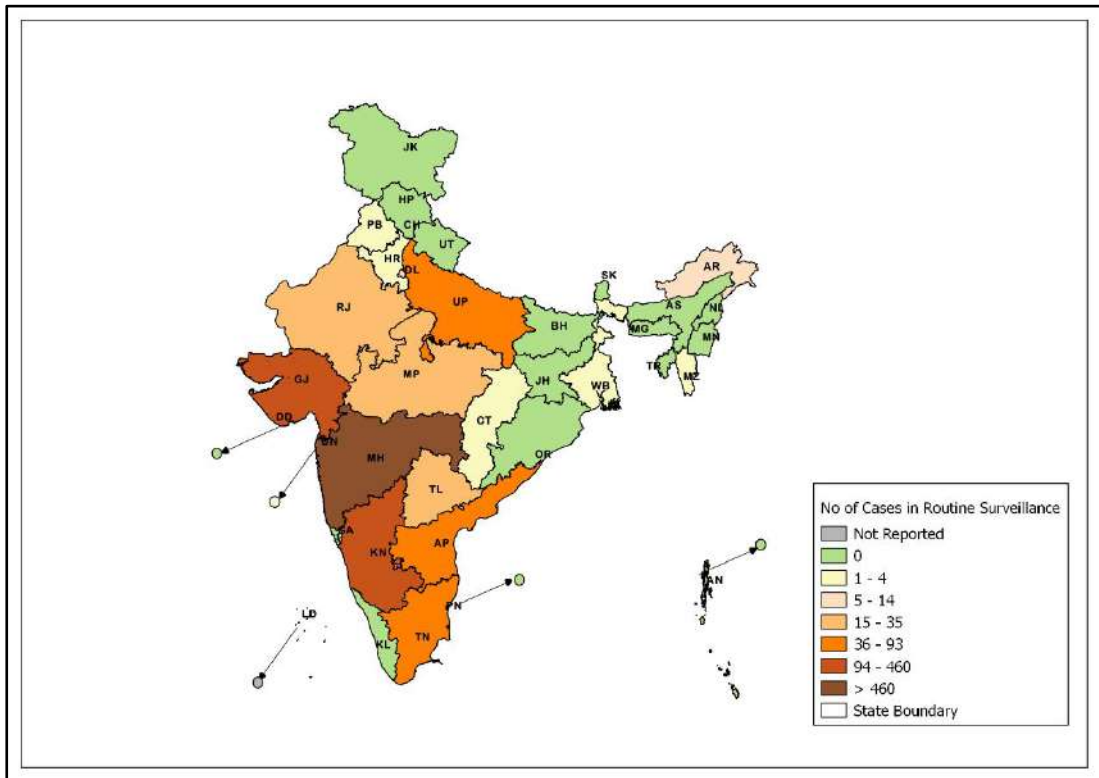 JK
HP
CH
PB
UT
HR
DL
AR
SK
RJ
UP
AS
NL
BH
MG
MN
TR
MZ
GJ
MP
JH
WB
DD
CT
DN
MH
OR
TL
GA
KN
AP
AN
PN
LD
KL
TN
No of Cases in Routine Surveillance
Not Reported
0
1 - 4
5 - 14
15 - 35
36 - 93
94 - 460
> 460
State Boundary